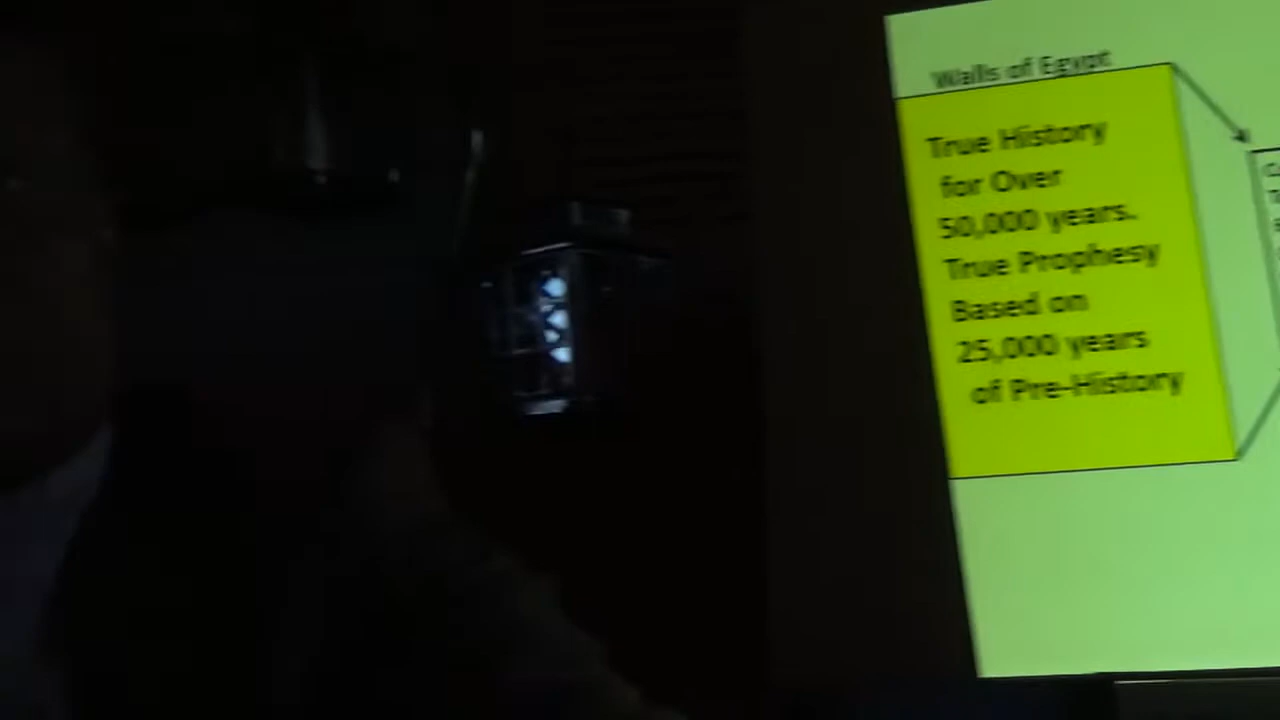 Walls of Egypt
True History
for Over
50,000 years.
True Prophesy
Based on
25,000 years
of Pre-History